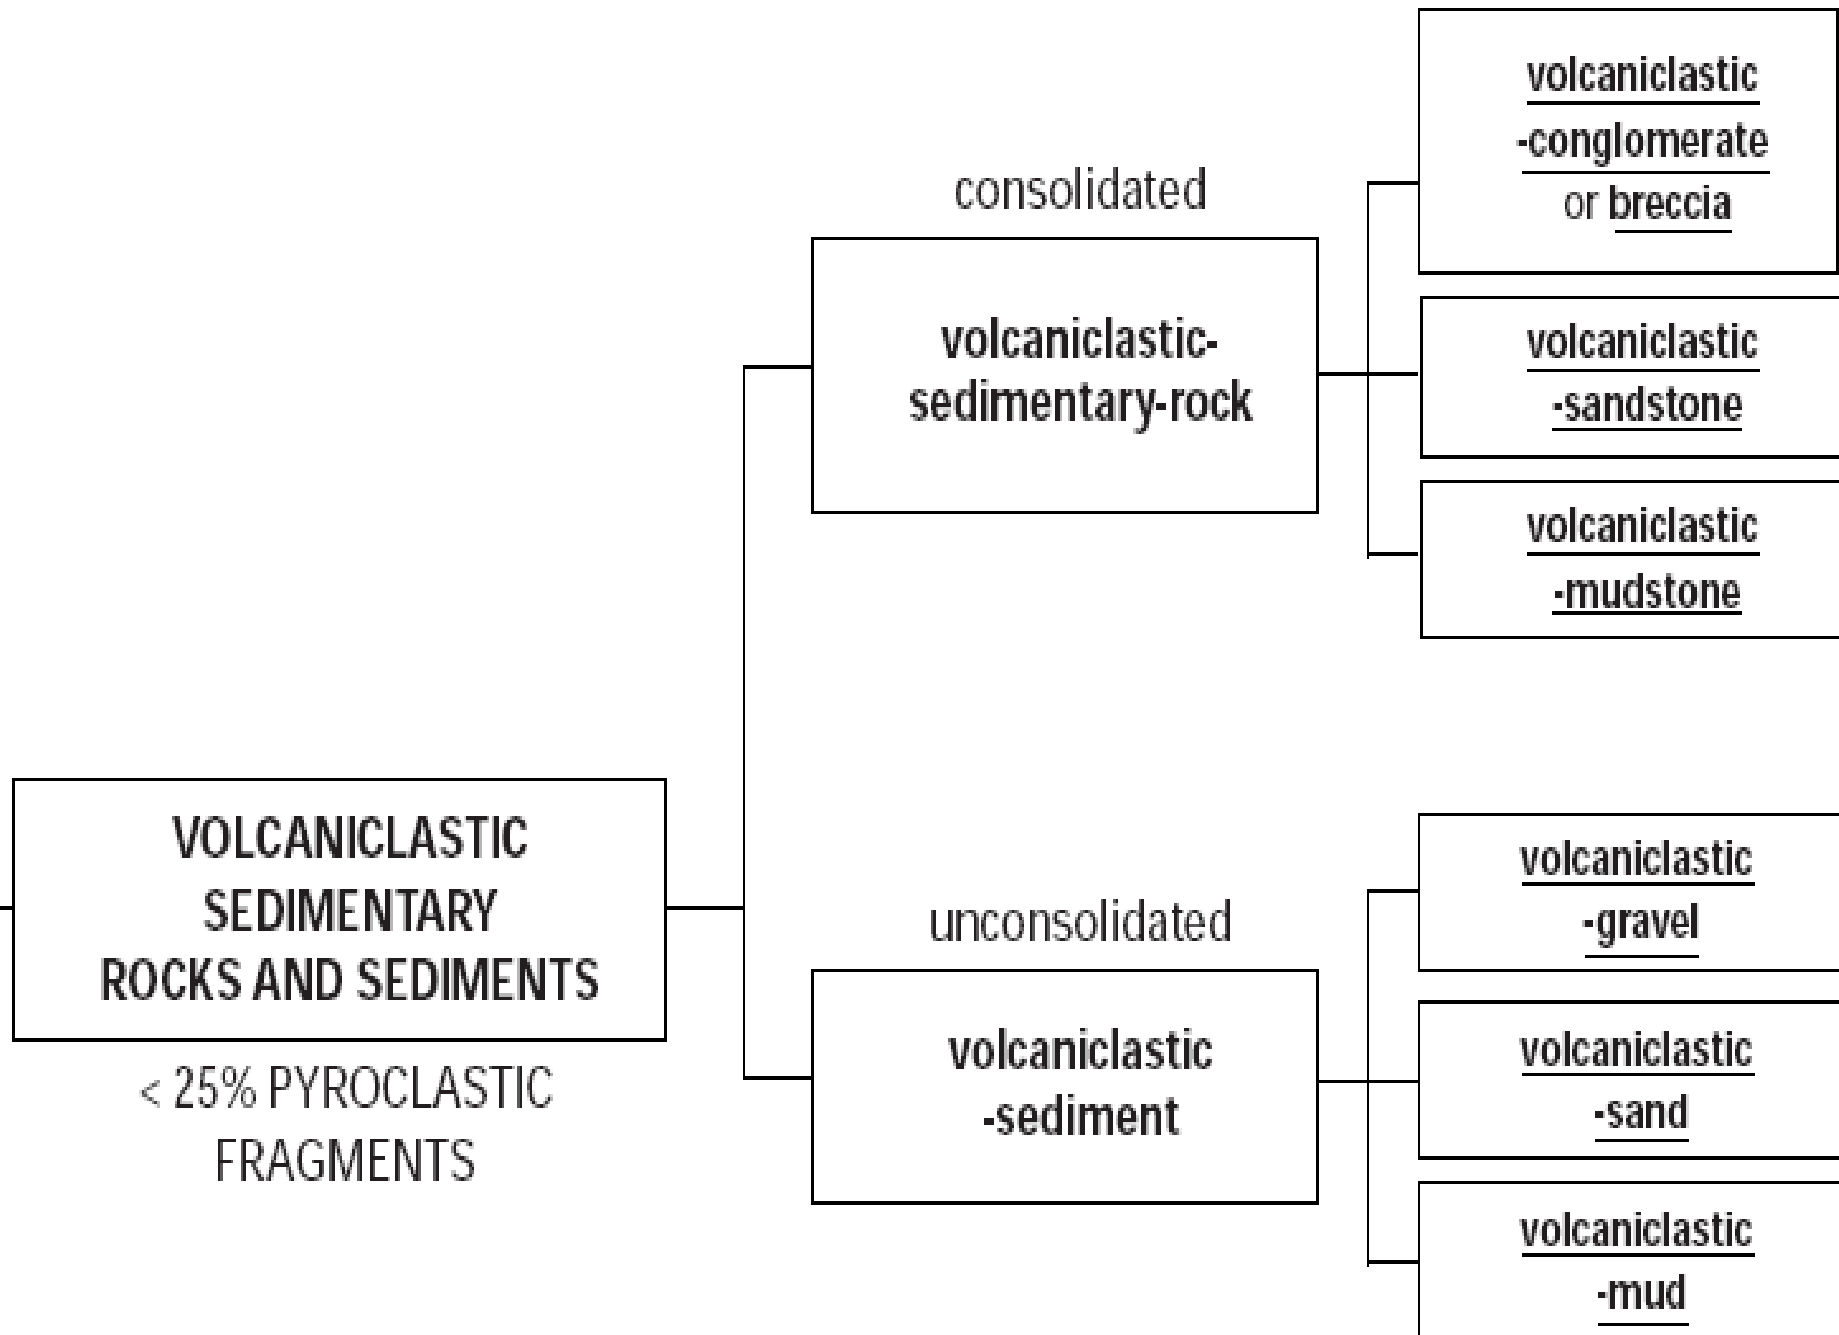 volcaniclastic
-conglomerate
or breccia
consolidated
volcaniclastic-
sedimentary-rock
volcaniclastic
-sandstone
volcaniclastic
-mudstone
VOLCANICLASTIC
SEDIMENTARY
ROCKS AND SEDIMENTS
< 25% PYROCLASTIC
FRAGMENTS
unconsolidated
volcaniclastic
-sediment
volcaniclastic
-gravel
volcaniclastic
-sand
volcaniclastic
-mud